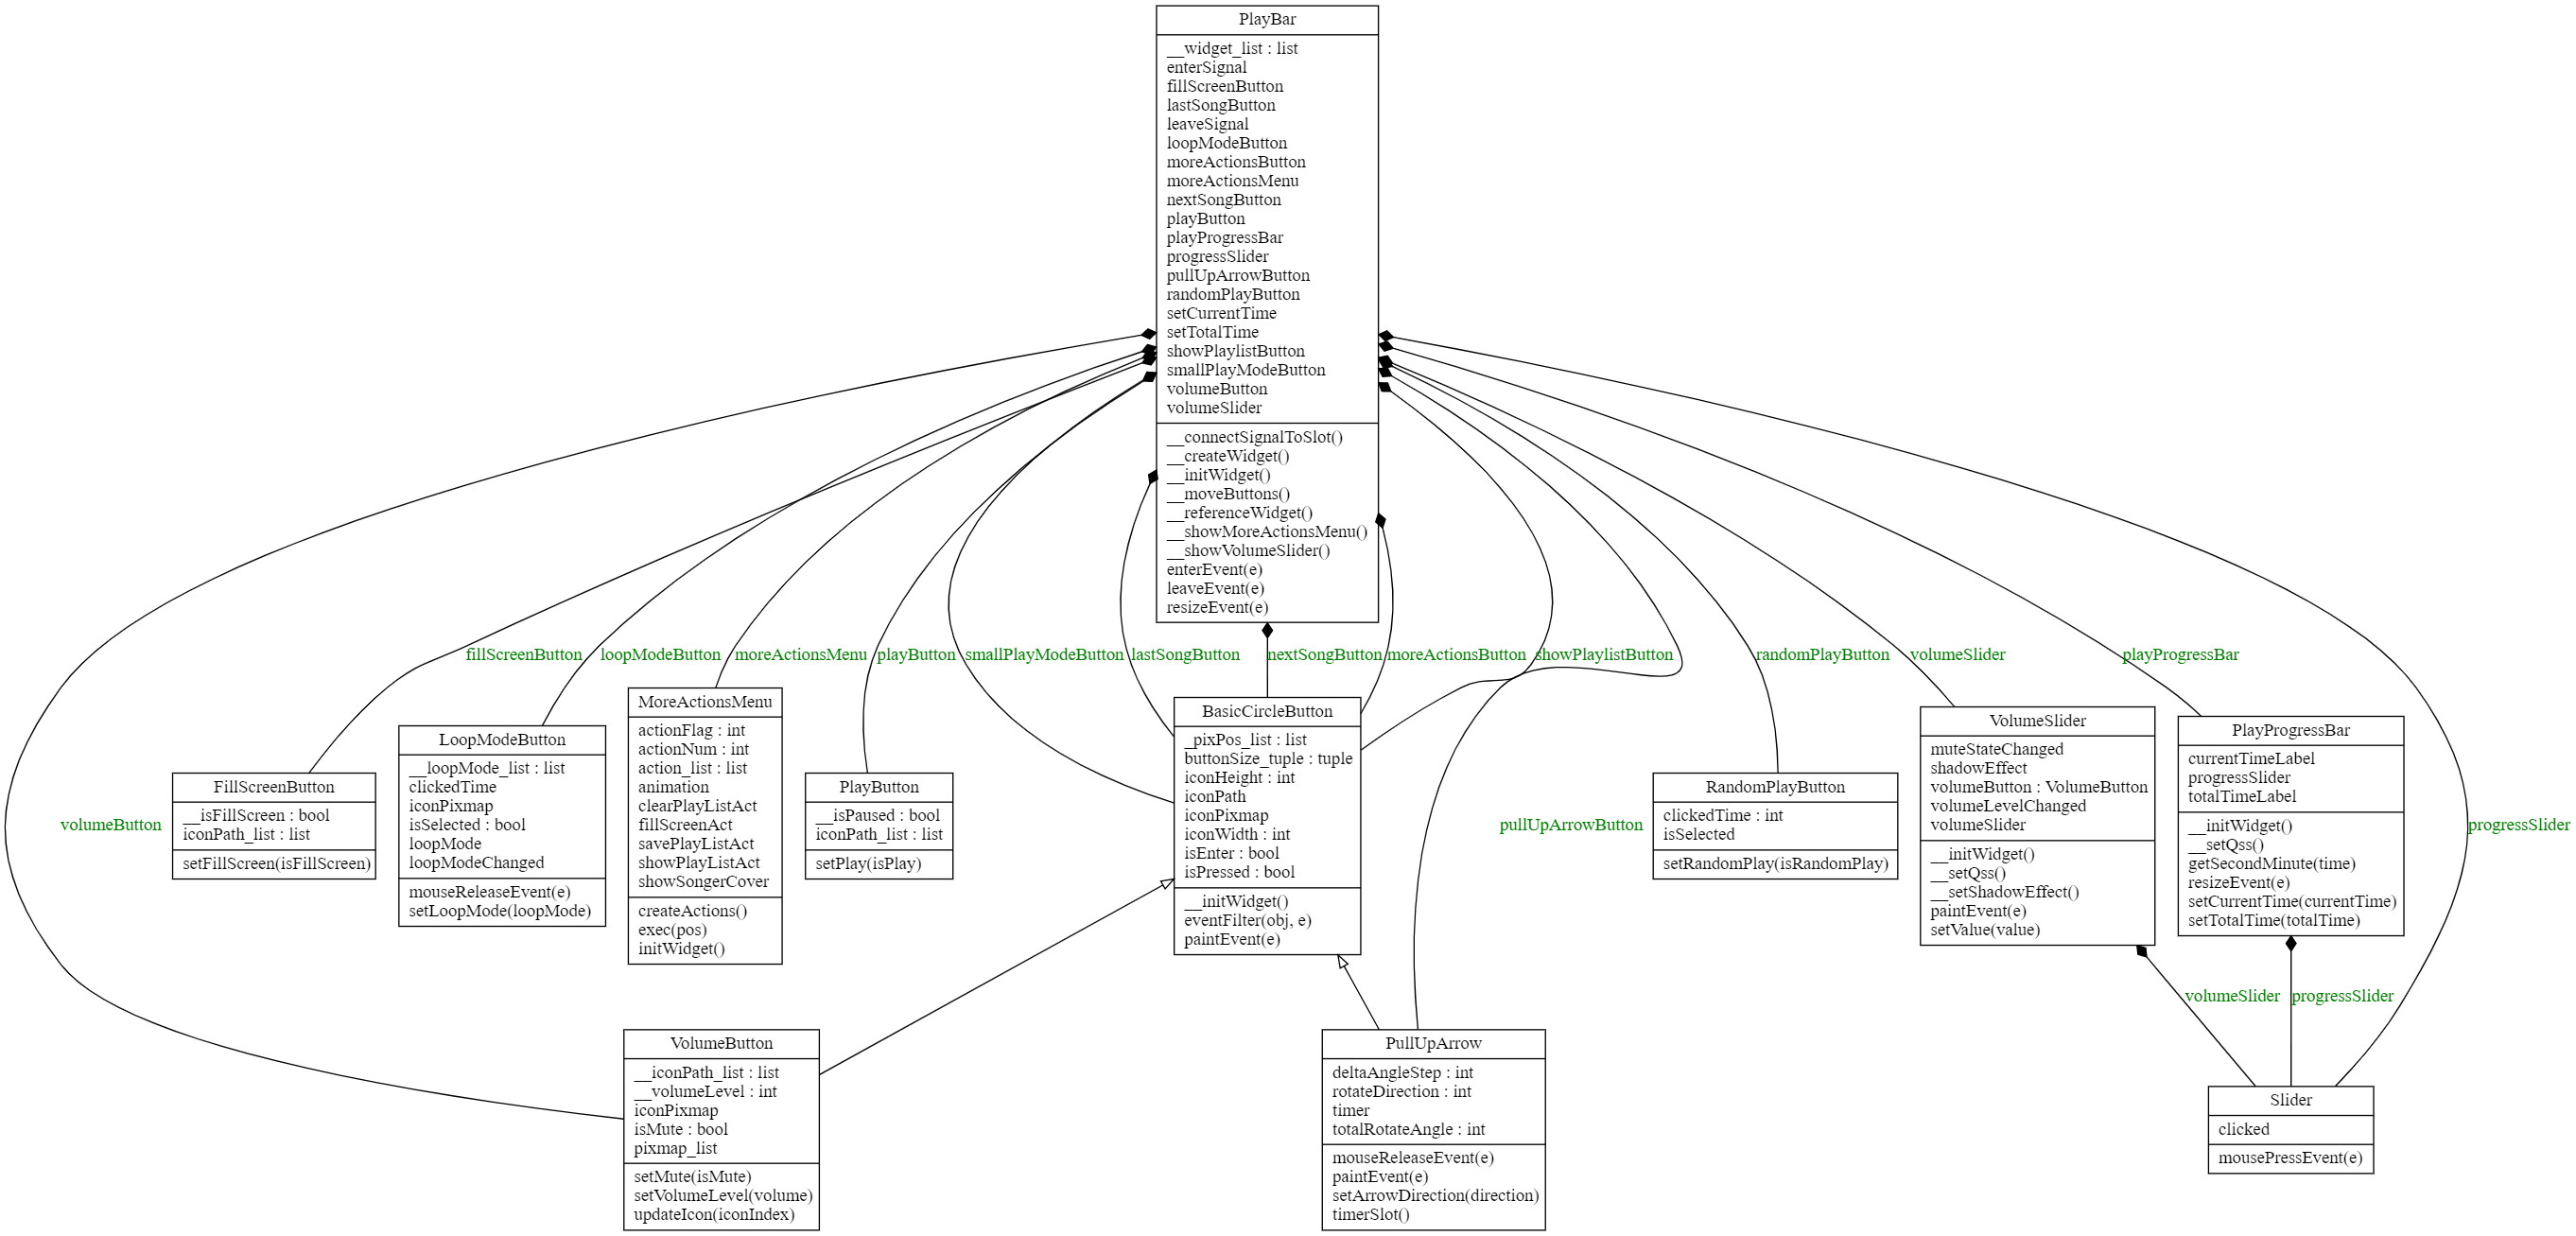 PlayBar
__widget_list : list
enterSignal
fillScreenButton
lastSongButton
leaveSignal
loopModeButton
moreActionsButton
moreActionsMenu
nextSongButton
playButton
playProgressBar
progressSlider
pullUpArrowButton
randomPlayButton
setCurrentTime
setTotalTime
showPlaylistButton
smallPlayModeButton
volumeButton
volumeSlider
__connectSignalToSlot()
__createWidget()
__initWidget()
__moveButtons()
__referenceWidget()
__showMoreActionsMenu()
__showVolumeSlider()
enterEvent(e)
leaveEvent(e)
resizeEvent(e)
fillScreenButton
loopModeButton
moreActionsMenu
playButton
smallPlayModeButton
lastSongButton
nextSongButton
moreActionsButton
showPlaylistButton
randomPlayButton
volumeSlider
playProgressBar
volumeButton
FillScreenButton
__isFillScreen : bool
iconPath_list : list
setFillScreen(isFillScreen)
LoopModeButton
__loopMode_list : list
clickedTime
iconPixmap
isSelected : bool
loopMode
loopModeChanged
mouseReleaseEvent(e)
setLoopMode(loopMode)
MoreActionsMenu
actionFlag : int
actionNum : int
action_list : list
animation
clearPlayListAct
fillScreenAct
savePlayListAct
showPlayListAct
showSongerCover
createActions()
exec(pos)
initWidget()
PlayButton
__isPaused : bool
iconPath_list : list
setPlay(isPlay)
BasicCircleButton
_pixPos_list : list
buttonSize_tuple : tuple
iconHeight : int
iconPath
iconPixmap
iconWidth : int
isEnter : bool
isPressed : bool
__initWidget()
eventFilter(obj, e)
paintEvent(e)
pullUpArrowButton
RandomPlayButton
clickedTime : int
isSelected
setRandomPlay(isRandomPlay)
VolumeSlider
muteStateChanged
shadowEffect
volumeButton : VolumeButton
volumeLevelChanged
volumeSlider
__initWidget()
__setQss()
__setShadowEffect()
paintEvent(e)
setValue(value)
PlayProgressBar
currentTimeLabel
progressSlider
totalTimeLabel
__initWidget()
__setQss()
getSecondMinute(time)
resizeEvent(e)
setCurrentTime(currentTime)
setTotalTime(totalTime)
progressSlider
volumeSlider
progressSlider
VolumeButton
__iconPath_list : list
__volumeLevel : int
iconPixmap
isMute : bool
pixmap_list
setMute(isMute)
setVolumeLevel(volume)
updateIcon(iconIndex)
PullUpArrow
deltaAngleStep : int
rotateDirection : int
timer
totalRotateAngle : int
mouseReleaseEvent(e)
paintEvent(e)
setArrowDirection(direction)
timerSlot()
Slider
clicked
mousePressEvent(e)